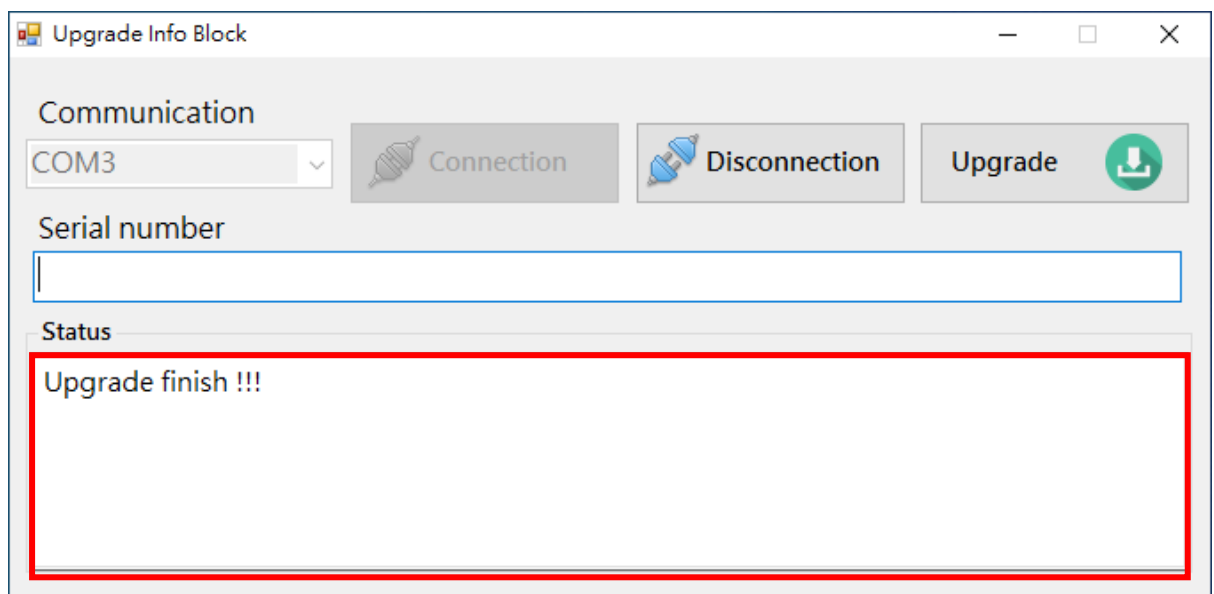 Upgrade Info Block
Communication
COM3
Connection
Disconnection
Upgrade
Serial number
Status
Upgrade finish !!!